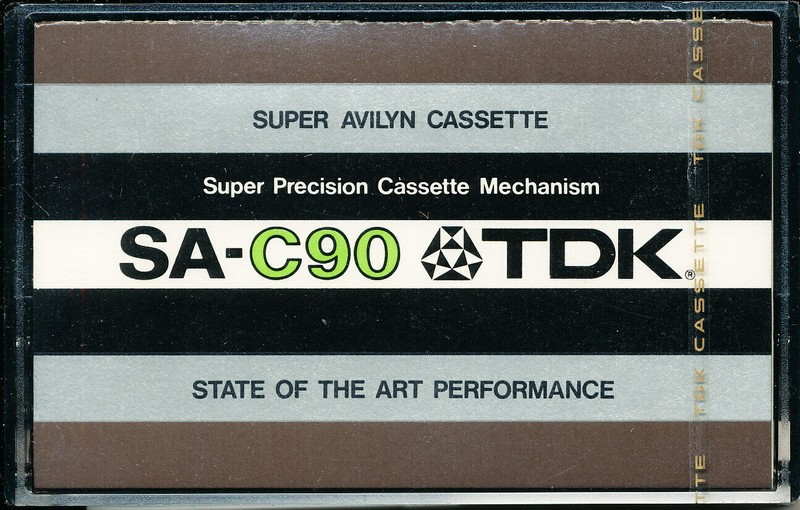 SUPER AVILYN CASSETTE
Super Precision Cassette Mechanism
SA-C90 TDK®
STATE OF THE ART PERFORMANCE
TTE TDK CASSETTE TDK CASSE